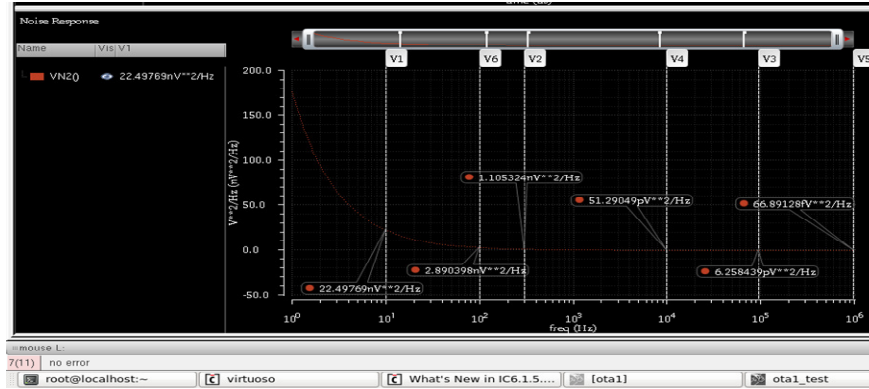 Noise Response
Name Vis V1
VN2() 22.49769nV**2/Hz
V1 V6 V2 V4 V3 V5
V**2/Hz (nV**2/Hz)
200.0
150.0
100.0
50.0
0.0
-50.0
1.105324nV**2/Hz
51.29049pV**2/Hz
66.89128fV**2/Hz
2.890398nV**2/Hz
6.258439pV**2/Hz
22.49769nV**2/Hz
10^0 10^1 10^2 10^3 10^4 10^5 10^6
freq (Hz)
mouse L:
7(11) no error
root@localhost:~ virtuoso What's New in IC6.1.5.... [ota1] ota1_test